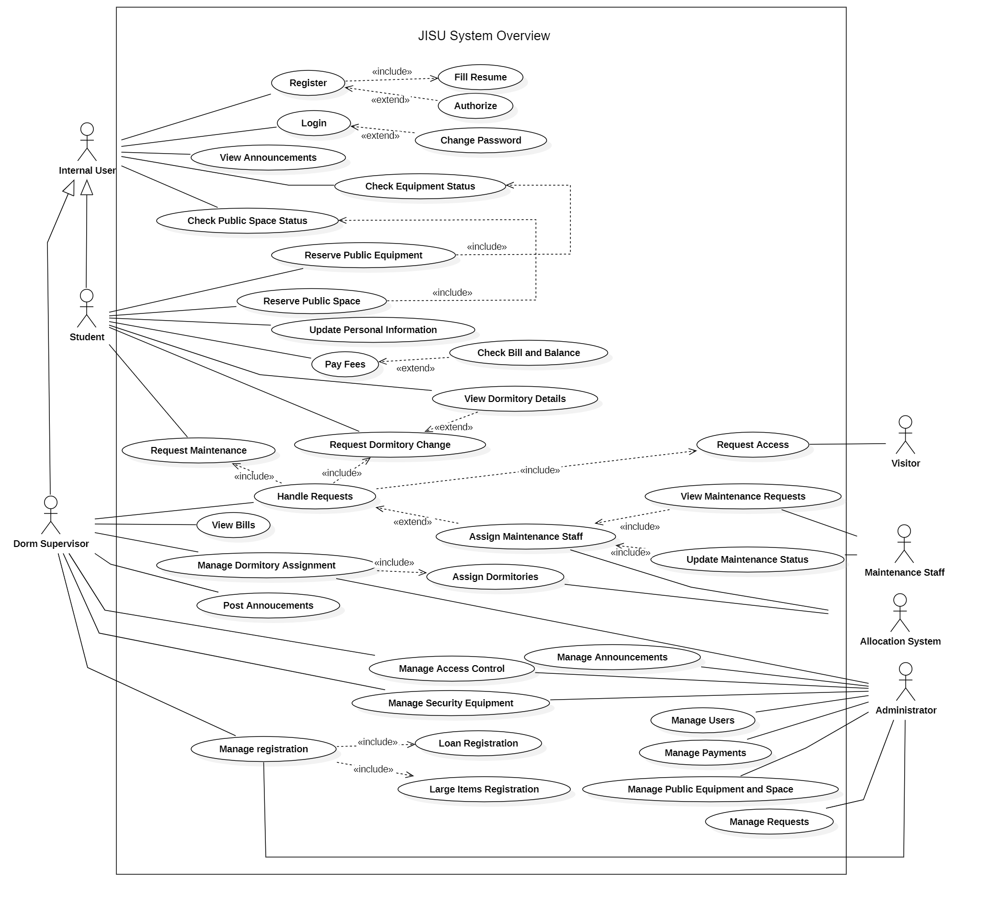 JISU System Overview
«include»
Fill Resume
Register
«extend»
Authorize
Login
«extend»
Change Password
View Announcements
Internal User
Check Equipment Status
Check Public Space Status
«include»
Reserve Public Equipment
«include»
Reserve Public Space
Update Personal Information
Student
Check Bill and Balance
Pay Fees
«extend»
View Dormitory Details
«extend»
Request Dormitory Change
Request Access
Request Maintenance
Visitor
«include»
«include»
«include»
Handle Requests
View Maintenance Requests
«extend»
View Bills
«include»
Assign Maintenance Staff
Dorm Supervisor
«include»
Update Maintenance Status
Manage Dormitory Assignment
«include»
Maintenance Staff
Assign Dormitories
Post Annoucements
Allocation System
Manage Announcements
Manage Access Control
Manage Security Equipment
Administrator
Manage Users
«include»
Loan Registration
Manage registration
Manage Payments
«include»
Large Items Registration
Manage Public Equipment and Space
Manage Requests